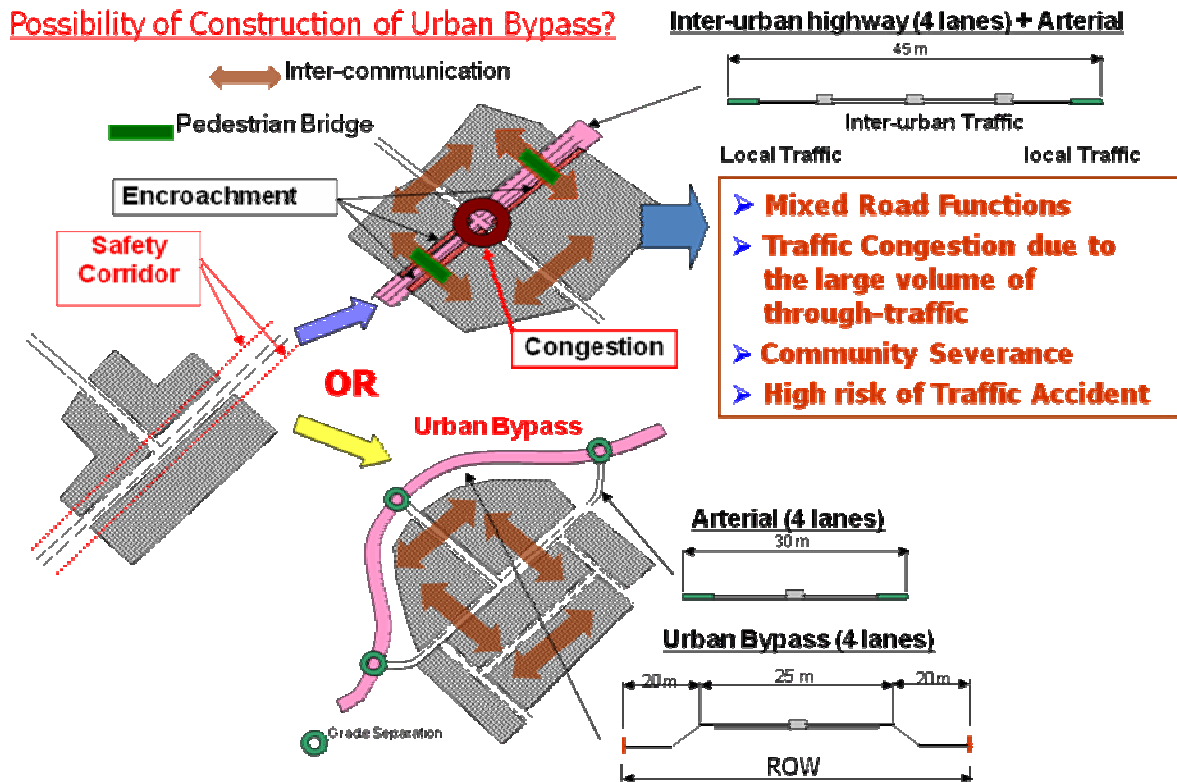 Possibility of Construction of Urban Bypass?
Inter-urban highway (4 lanes) + Arterial
45 m
Inter-communication
Pedestrian Bridge
Inter-urban Traffic
Local Traffic
local Traffic
Encroachment
Safety
Corridor
➢ Mixed Road Functions
➢ Traffic Congestion due to
the large volume of
through-traffic
➢ Community Severance
➢ High risk of Traffic Accident
Congestion
OR
Urban Bypass
Arterial (4 lanes)
30 m
Urban Bypass (4 lanes)
20 m
25 m
20 m
Grade Separation
ROW